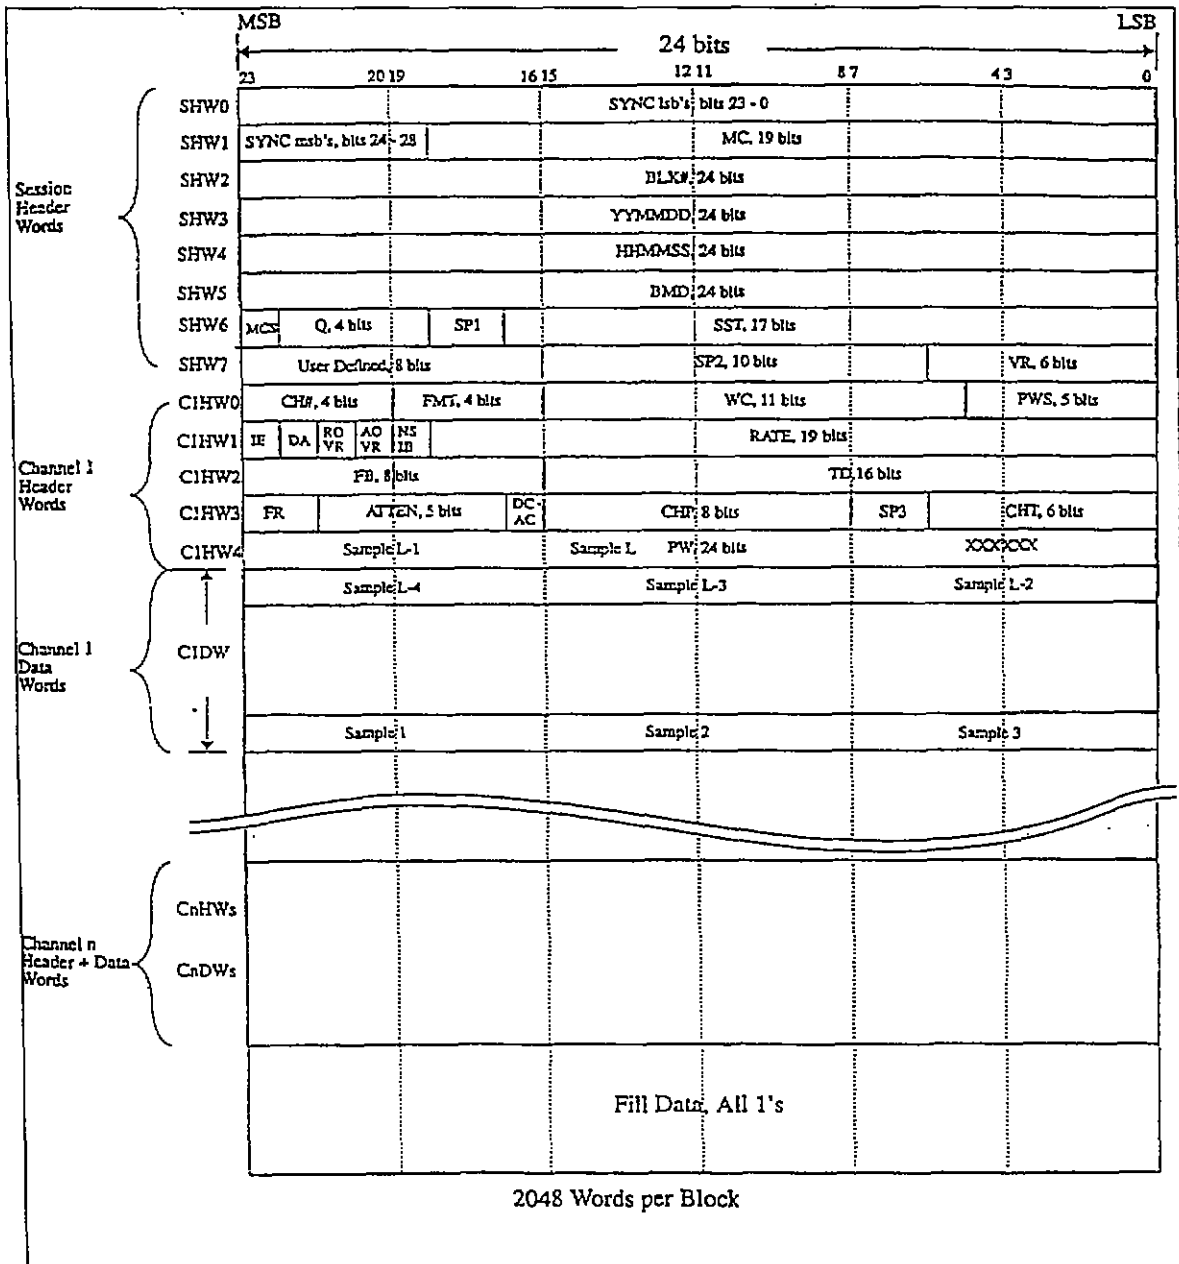 MSB LSB
24 bits
23 20 19 16 15 12 11 8 7 4 3 0
SHW0 SYNC lsb's, bits 23 - 0
SHW1 SYNC msb's, bits 24 - 28 MC, 19 bits
SHW2 BLK#, 24 bits
SHW3 YYMMDD, 24 bits
SHW4 HHMMSS, 24 bits
SHW5 BMD, 24 bits
SHW6 MCS Q, 4 bits SP1 SST, 17 bits
SHW7 User Defined, 8 bits SP2, 10 bits VR, 6 bits
Session
Header
Words
C1HW0 CH#, 4 bits FMT, 4 bits WC, 11 bits PWS, 5 bits
C1HW1 IE DA RO VR AO VR NS IB RATE, 19 bits
C1HW2 FB, 8 bits TD, 16 bits
C1HW3 FR ATTEN, 5 bits DC- AC CHP, 8 bits SP3 CHT, 6 bits
C1HW4 Sample L-1 Sample L PW, 24 bits XXXXXXX
Channel 1
Header
Words
Sample L-4 Sample L-3 Sample L-2
C1DW
Sample 1 Sample 2 Sample 3
Channel 1
Data
Words
CnHWs
CnDWs
Channel n
Header + Data
Words
Fill Data, All 1's
2048 Words per Block